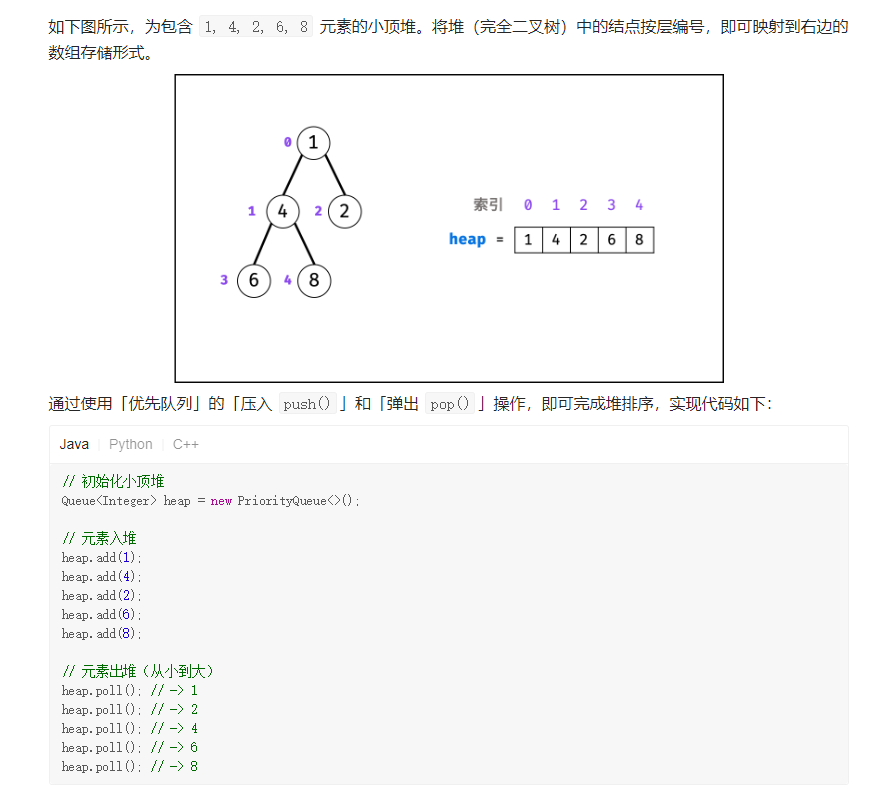 如下图所示，为包含 1, 4, 2, 6, 8 元素的小顶堆。将堆（完全二叉树）中的结点按层编号，即可映射到右边的
数组存储形式。
0 1
1 4 2 2
3 6 4 8
索引 0 1 2 3 4
heap = 1 4 2 6 8
通过使用「优先队列」的「压入 push() 」和「弹出 pop() 」操作，即可完成堆排序，实现代码如下：
Java Python C++
// 初始化小顶堆
Queue<Integer> heap = new PriorityQueue<>();
// 元素入堆
heap.add(1);
heap.add(4);
heap.add(2);
heap.add(6);
heap.add(8);
// 元素出堆（从小到大）
heap.poll(); // -> 1
heap.poll(); // -> 2
heap.poll(); // -> 4
heap.poll(); // -> 6
heap.poll(); // -> 8